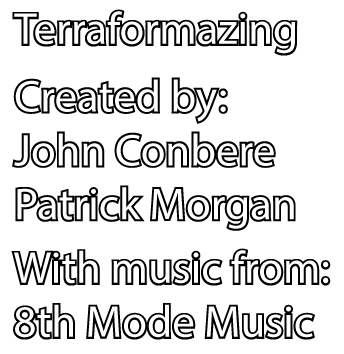 Terraformazing
Created by:
John Conbere
Patrick Morgan
With music from:
8th Mode Music